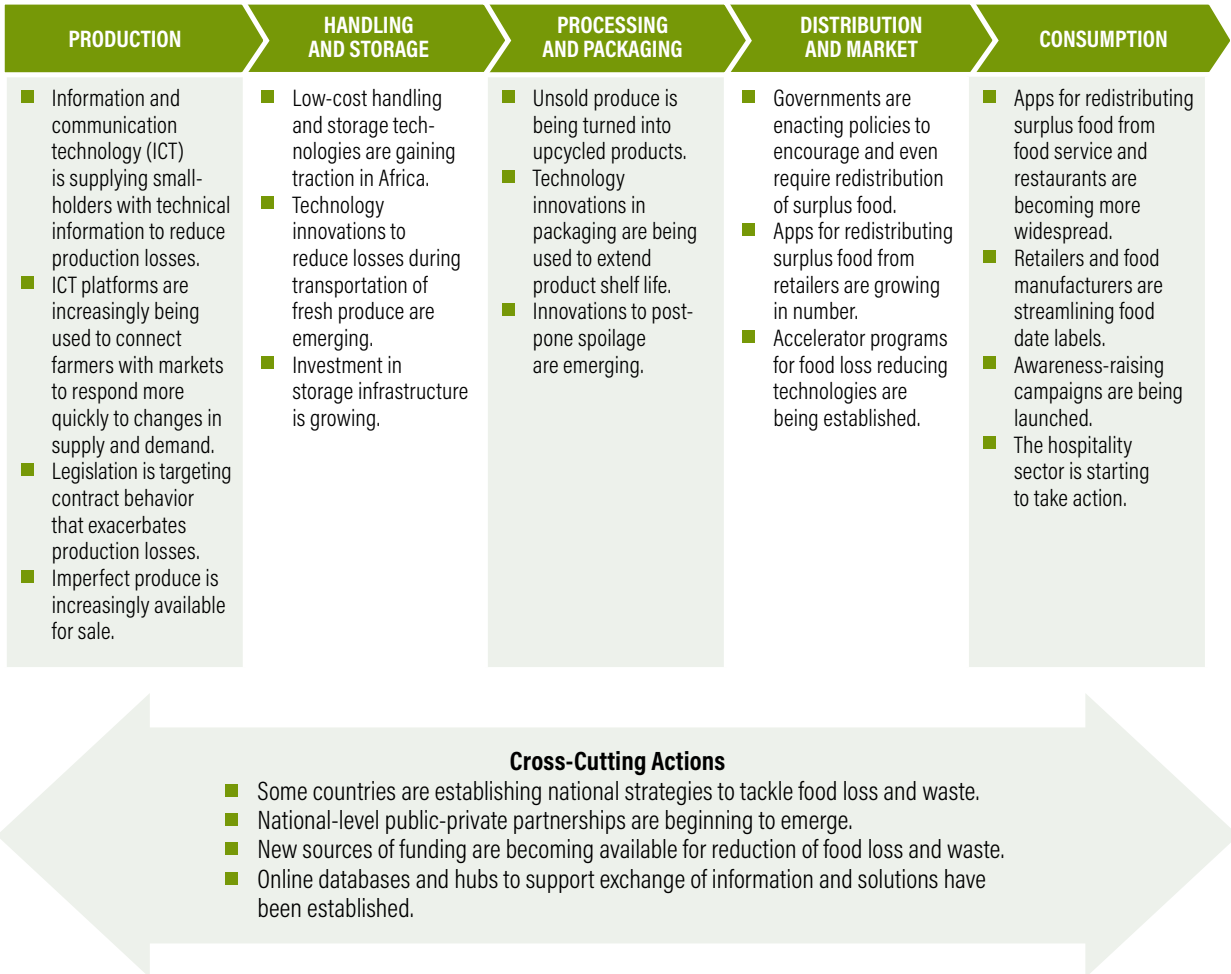 PRODUCTION
Information and
communication
technology (ICT)
is supplying small-
holders with technical
information to reduce
production losses.
ICT platforms are
increasingly being
used to connect
farmers with markets
to respond more
quickly to changes in
supply and demand.
Legislation is targeting
contract behavior
that exacerbates
production losses.
Imperfect produce is
increasingly available
for sale.
HANDLING
AND STORAGE
Low-cost handling
and storage tech-
nologies are gaining
traction in Africa.
Technology
innovations to
reduce losses during
transportation of
fresh produce are
emerging.
Investment in
storage infrastructure
is growing.
PROCESSING
AND PACKAGING
Unsold produce is
being turned into
upcycled products.
Technology
innovations in
packaging are being
used to extend
product shelf life.
Innovations to post-
pone spoilage
are emerging.
DISTRIBUTION
AND MARKET
Governments are
enacting policies to
encourage and even
require redistribution
of surplus food.
Apps for redistributing
surplus food from
retailers are growing
in number.
Accelerator programs
for food loss reducing
technologies are
being established.
CONSUMPTION
Apps for redistributing
surplus food from
food service and
restaurants are
becoming more
widespread.
Retailers and food
manufacturers are
streamlining food
date labels.
Awareness-raising
campaigns are being
launched.
The hospitality
sector is starting
to take action.
Cross-Cutting Actions
Some countries are establishing national strategies to tackle food loss and waste.
National-level public-private partnerships are beginning to emerge.
New sources of funding are becoming available for reduction of food loss and waste.
Online databases and hubs to support exchange of information and solutions have
been established.